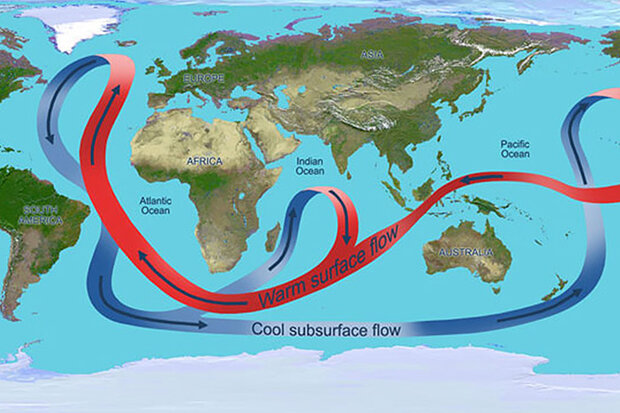 ASIA
EUROPE
Pacific
Ocean
AFRICA
Indian
Ocean
Atlantic
Ocean
SOUTH
AMERICA
AUSTRALIA
Warm surface flow
Cool subsurface flow